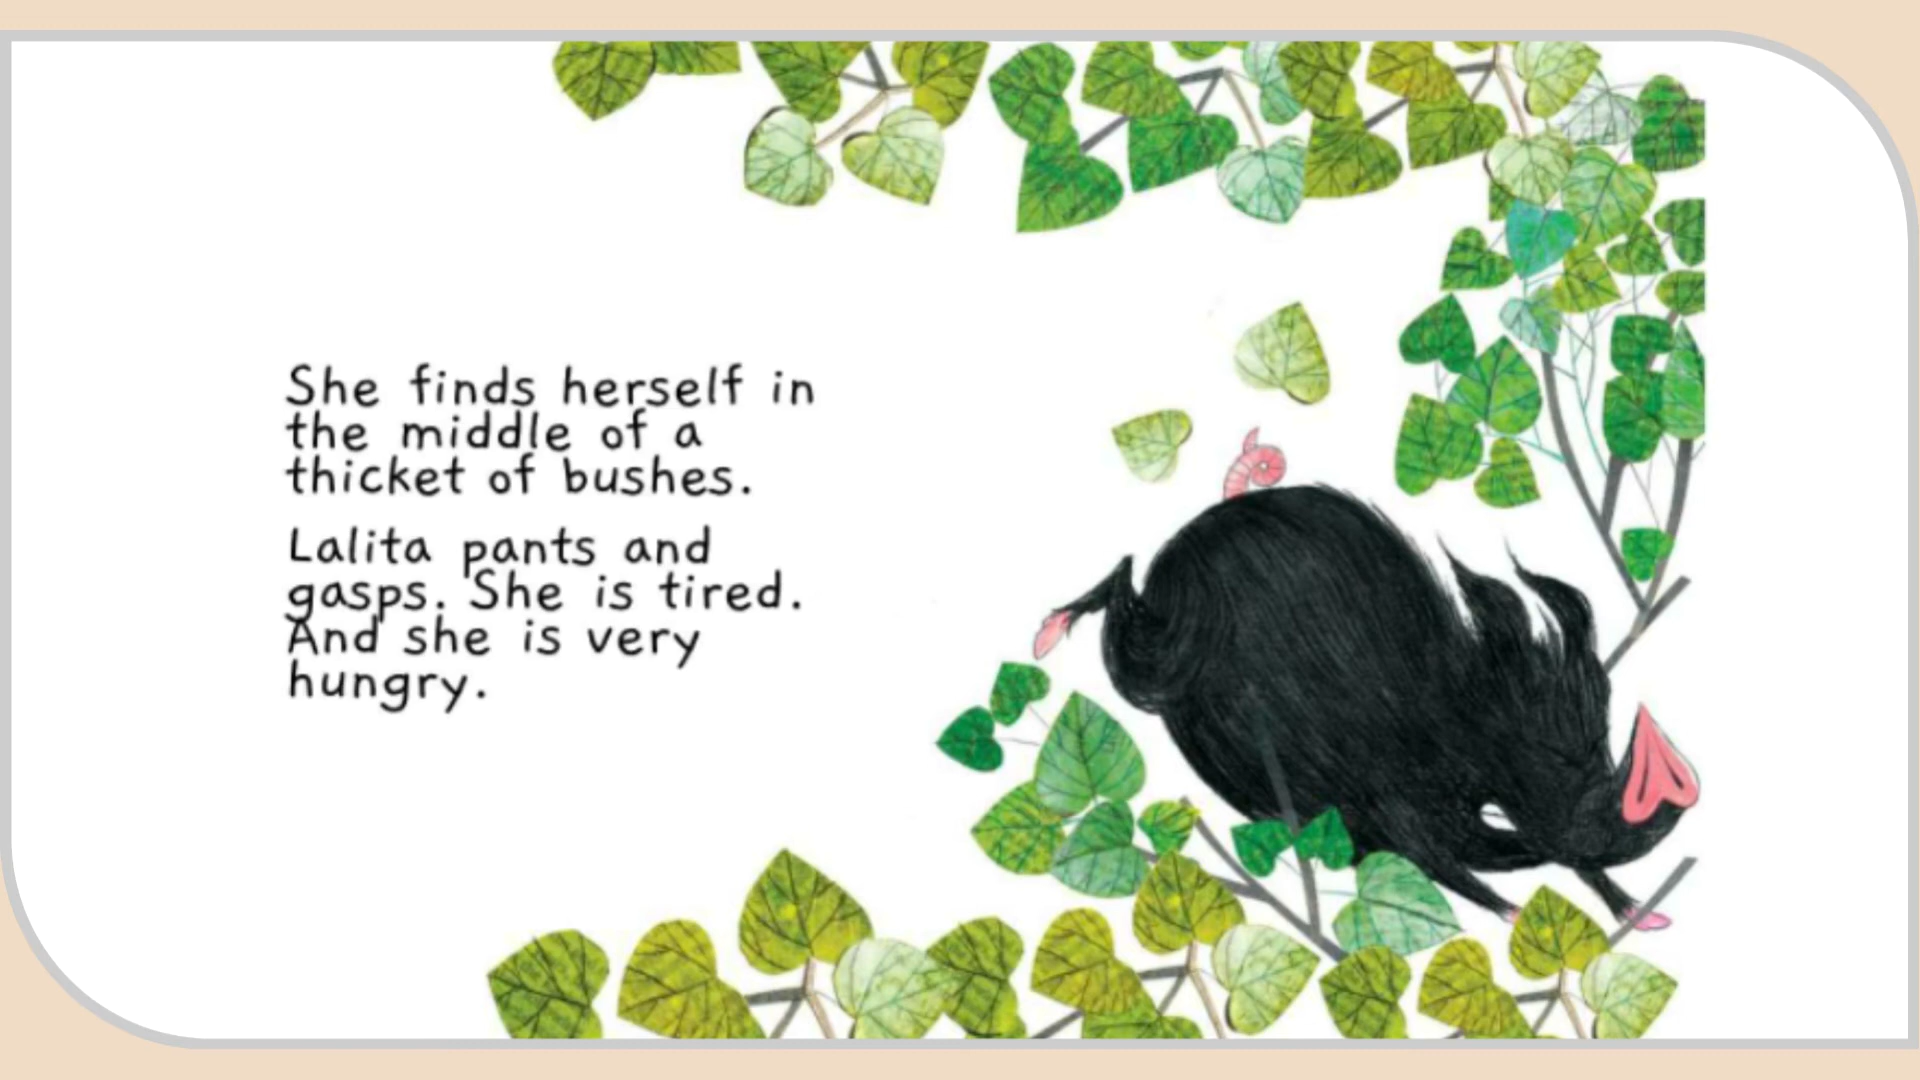 She finds herself in
the middle of a
thicket of bushes.
Lalita pants and
gasps. She is tired.
And she is very
hungry.